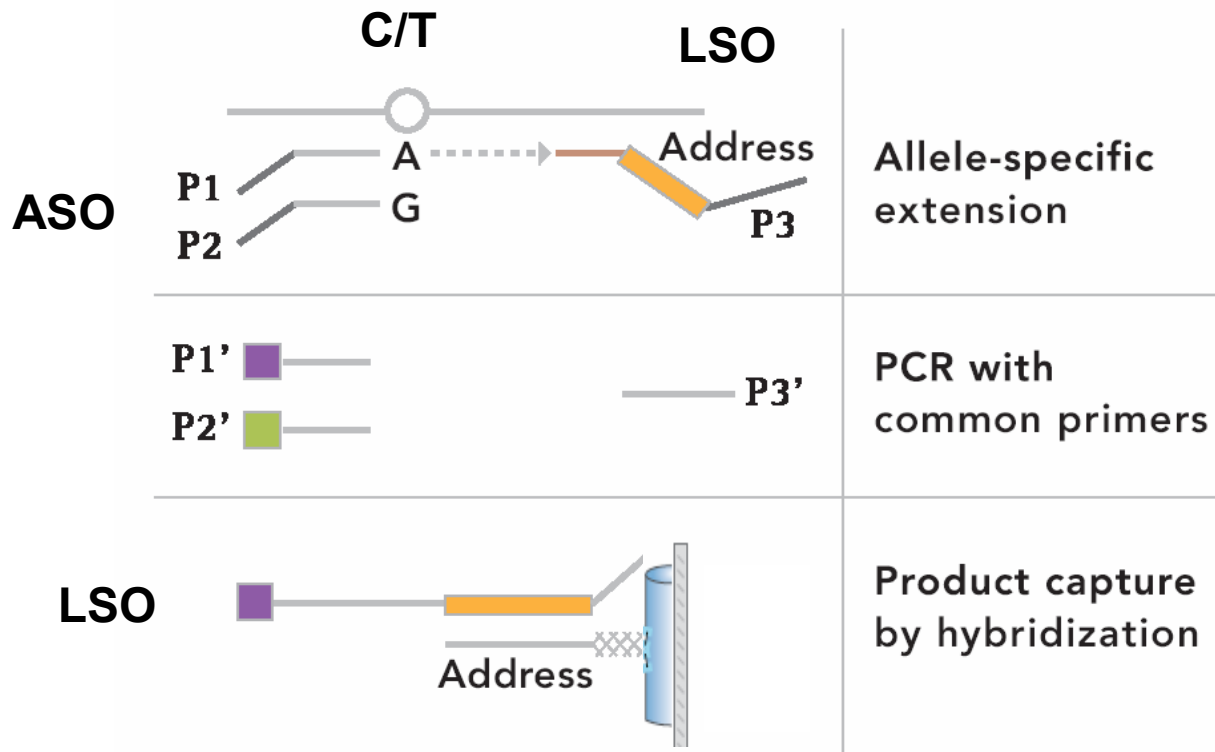 C/T
LSO
A
Address
P1
ASO
G
P2
P3
Allele-specific
extension
P1’
P2’
P3’
PCR with
common primers
LSO
Address
Product capture
by hybridization